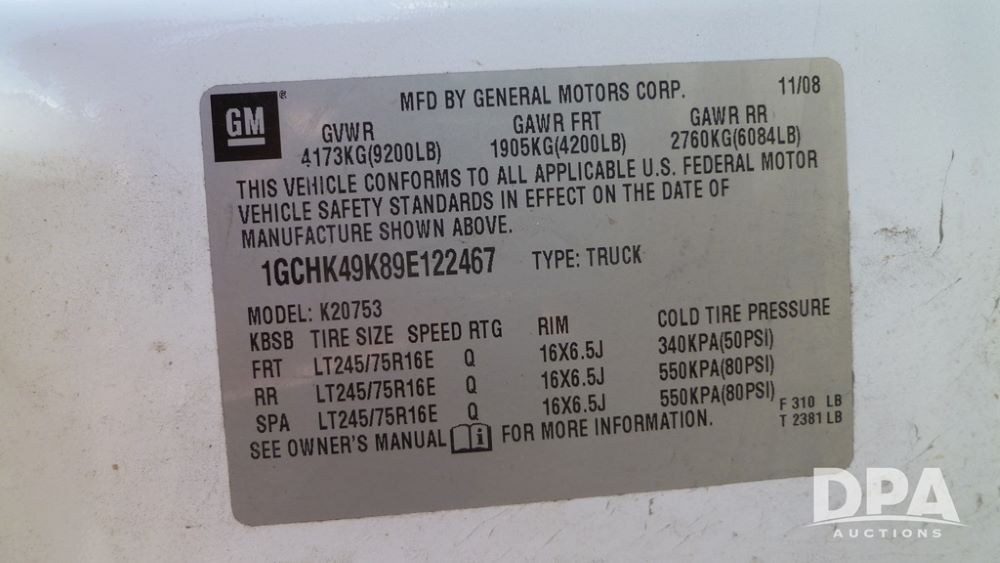 GM ® MFD BY GENERAL MOTORS CORP. 11/08
GVWR GAWR FRT GAWR RR
4173KG(9200LB) 1905KG(4200LB) 2760KG(6084LB)
THIS VEHICLE CONFORMS TO ALL APPLICABLE U.S. FEDERAL MOTOR
VEHICLE SAFETY STANDARDS IN EFFECT ON THE DATE OF
MANUFACTURE SHOWN ABOVE.
1GCHK49K89E122467 TYPE: TRUCK
MODEL: K20753
KBSB TIRE SIZE SPEED RTG RIM COLD TIRE PRESSURE
FRT LT245/75R16E Q 16X6.5J 340KPA(50PSI)
RR LT245/75R16E Q 16X6.5J 550KPA(80PSI)
SPA LT245/75R16E Q 16X6.5J 550KPA(80PSI)
F 310 LB
T 2381 LB
SEE OWNER'S MANUAL i FOR MORE INFORMATION.
DPA
AUCTIONS